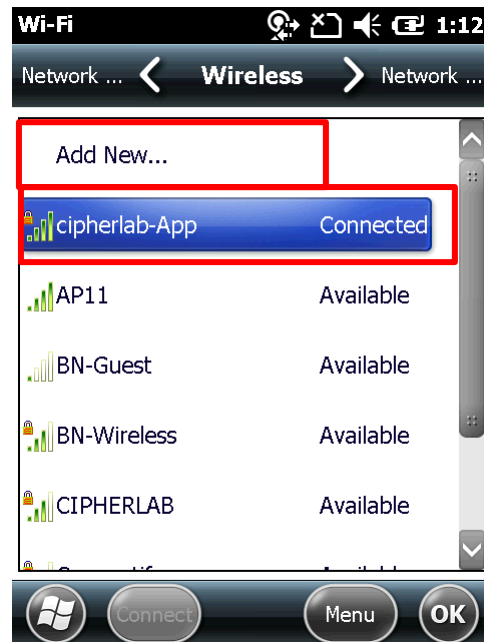 Wi-Fi 1:12
Network ... Wireless Network ...
Add New...
cipherlab-App Connected
AP11 Available
BN-Guest Available
BN-Wireless Available
CIPHERLAB Available
Connect Menu OK